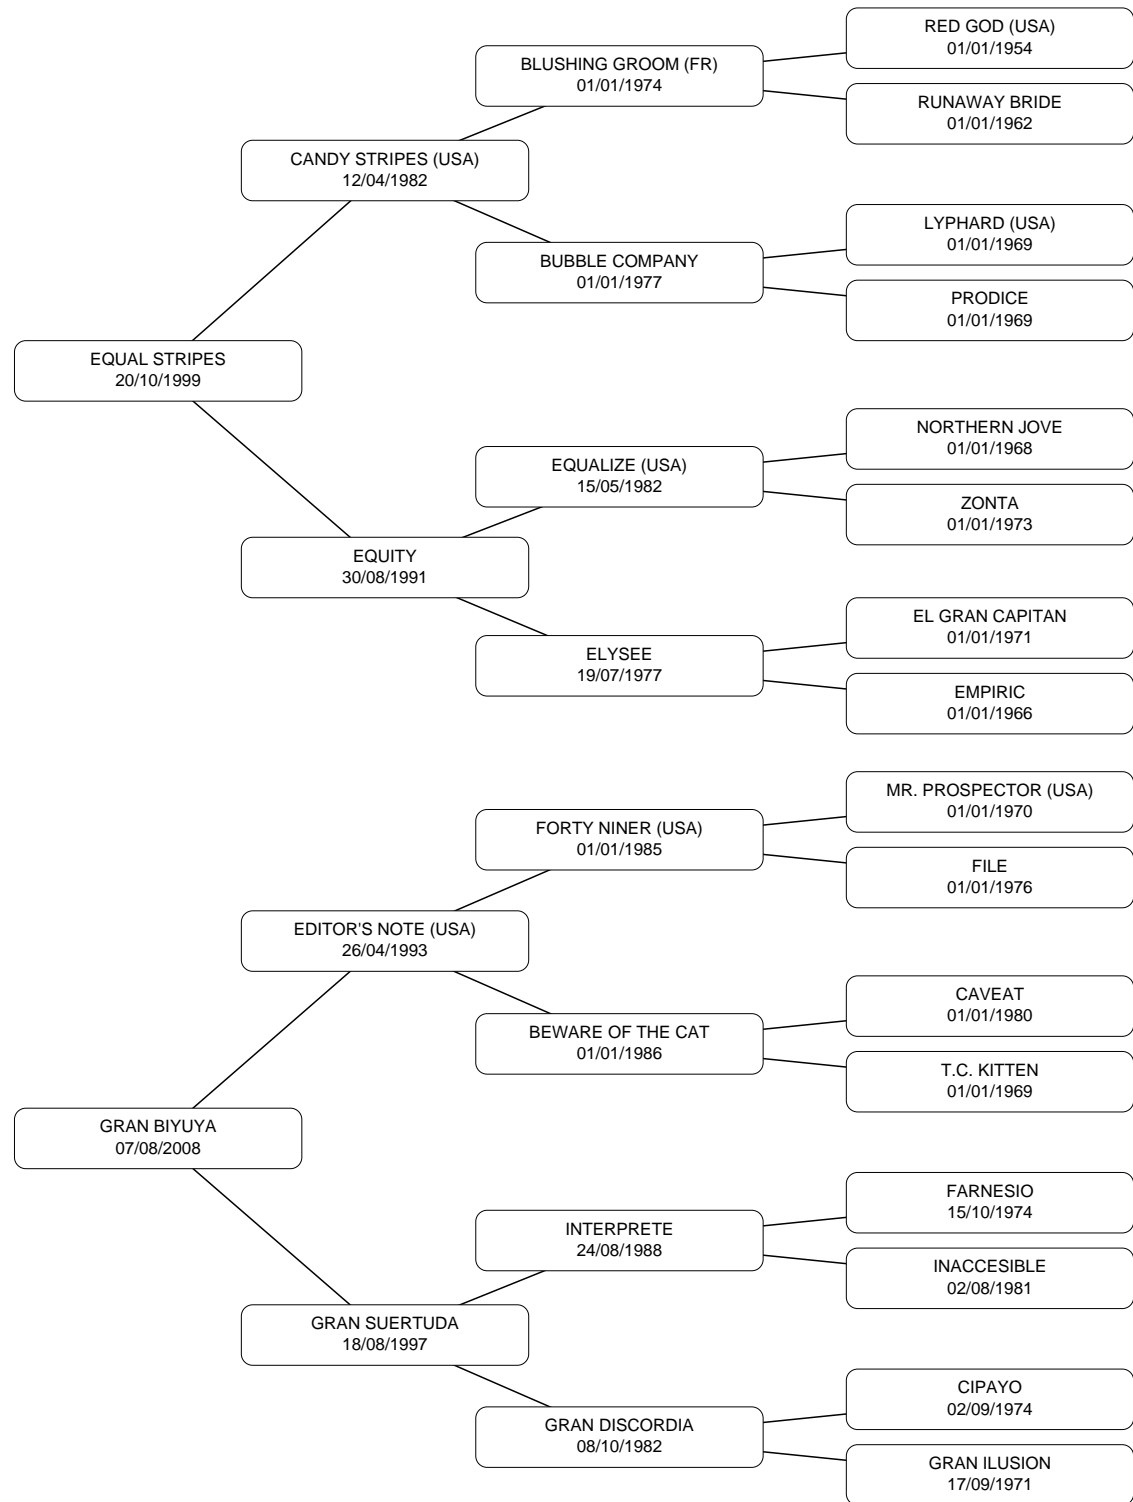 RED GOD (USA)
01/01/1954
BLUSHING GROOM (FR)
01/01/1974
RUNAWAY BRIDE
01/01/1962
CANDY STRIPES (USA)
12/04/1982
LYPHARD (USA)
01/01/1969
BUBBLE COMPANY
01/01/1977
PRODICE
01/01/1969
EQUAL STRIPES
20/10/1999
NORTHERN JOVE
01/01/1968
EQUALIZE (USA)
15/05/1982
ZONTA
01/01/1973
EQUITY
30/08/1991
EL GRAN CAPITAN
01/01/1971
ELYSEE
19/07/1977
EMPIRIC
01/01/1966
MR. PROSPECTOR (USA)
01/01/1970
FORTY NINER (USA)
01/01/1985
FILE
01/01/1976
EDITOR'S NOTE (USA)
26/04/1993
CAVEAT
01/01/1980
BEWARE OF THE CAT
01/01/1986
T.C. KITTEN
01/01/1969
GRAN BIYUYA
07/08/2008
FARNESIO
15/10/1974
INTERPRETE
24/08/1988
INACCESIBLE
02/08/1981
GRAN SUERTUDA
18/08/1997
CIPAYO
02/09/1974
GRAN DISCORDIA
08/10/1982
GRAN ILUSION
17/09/1971